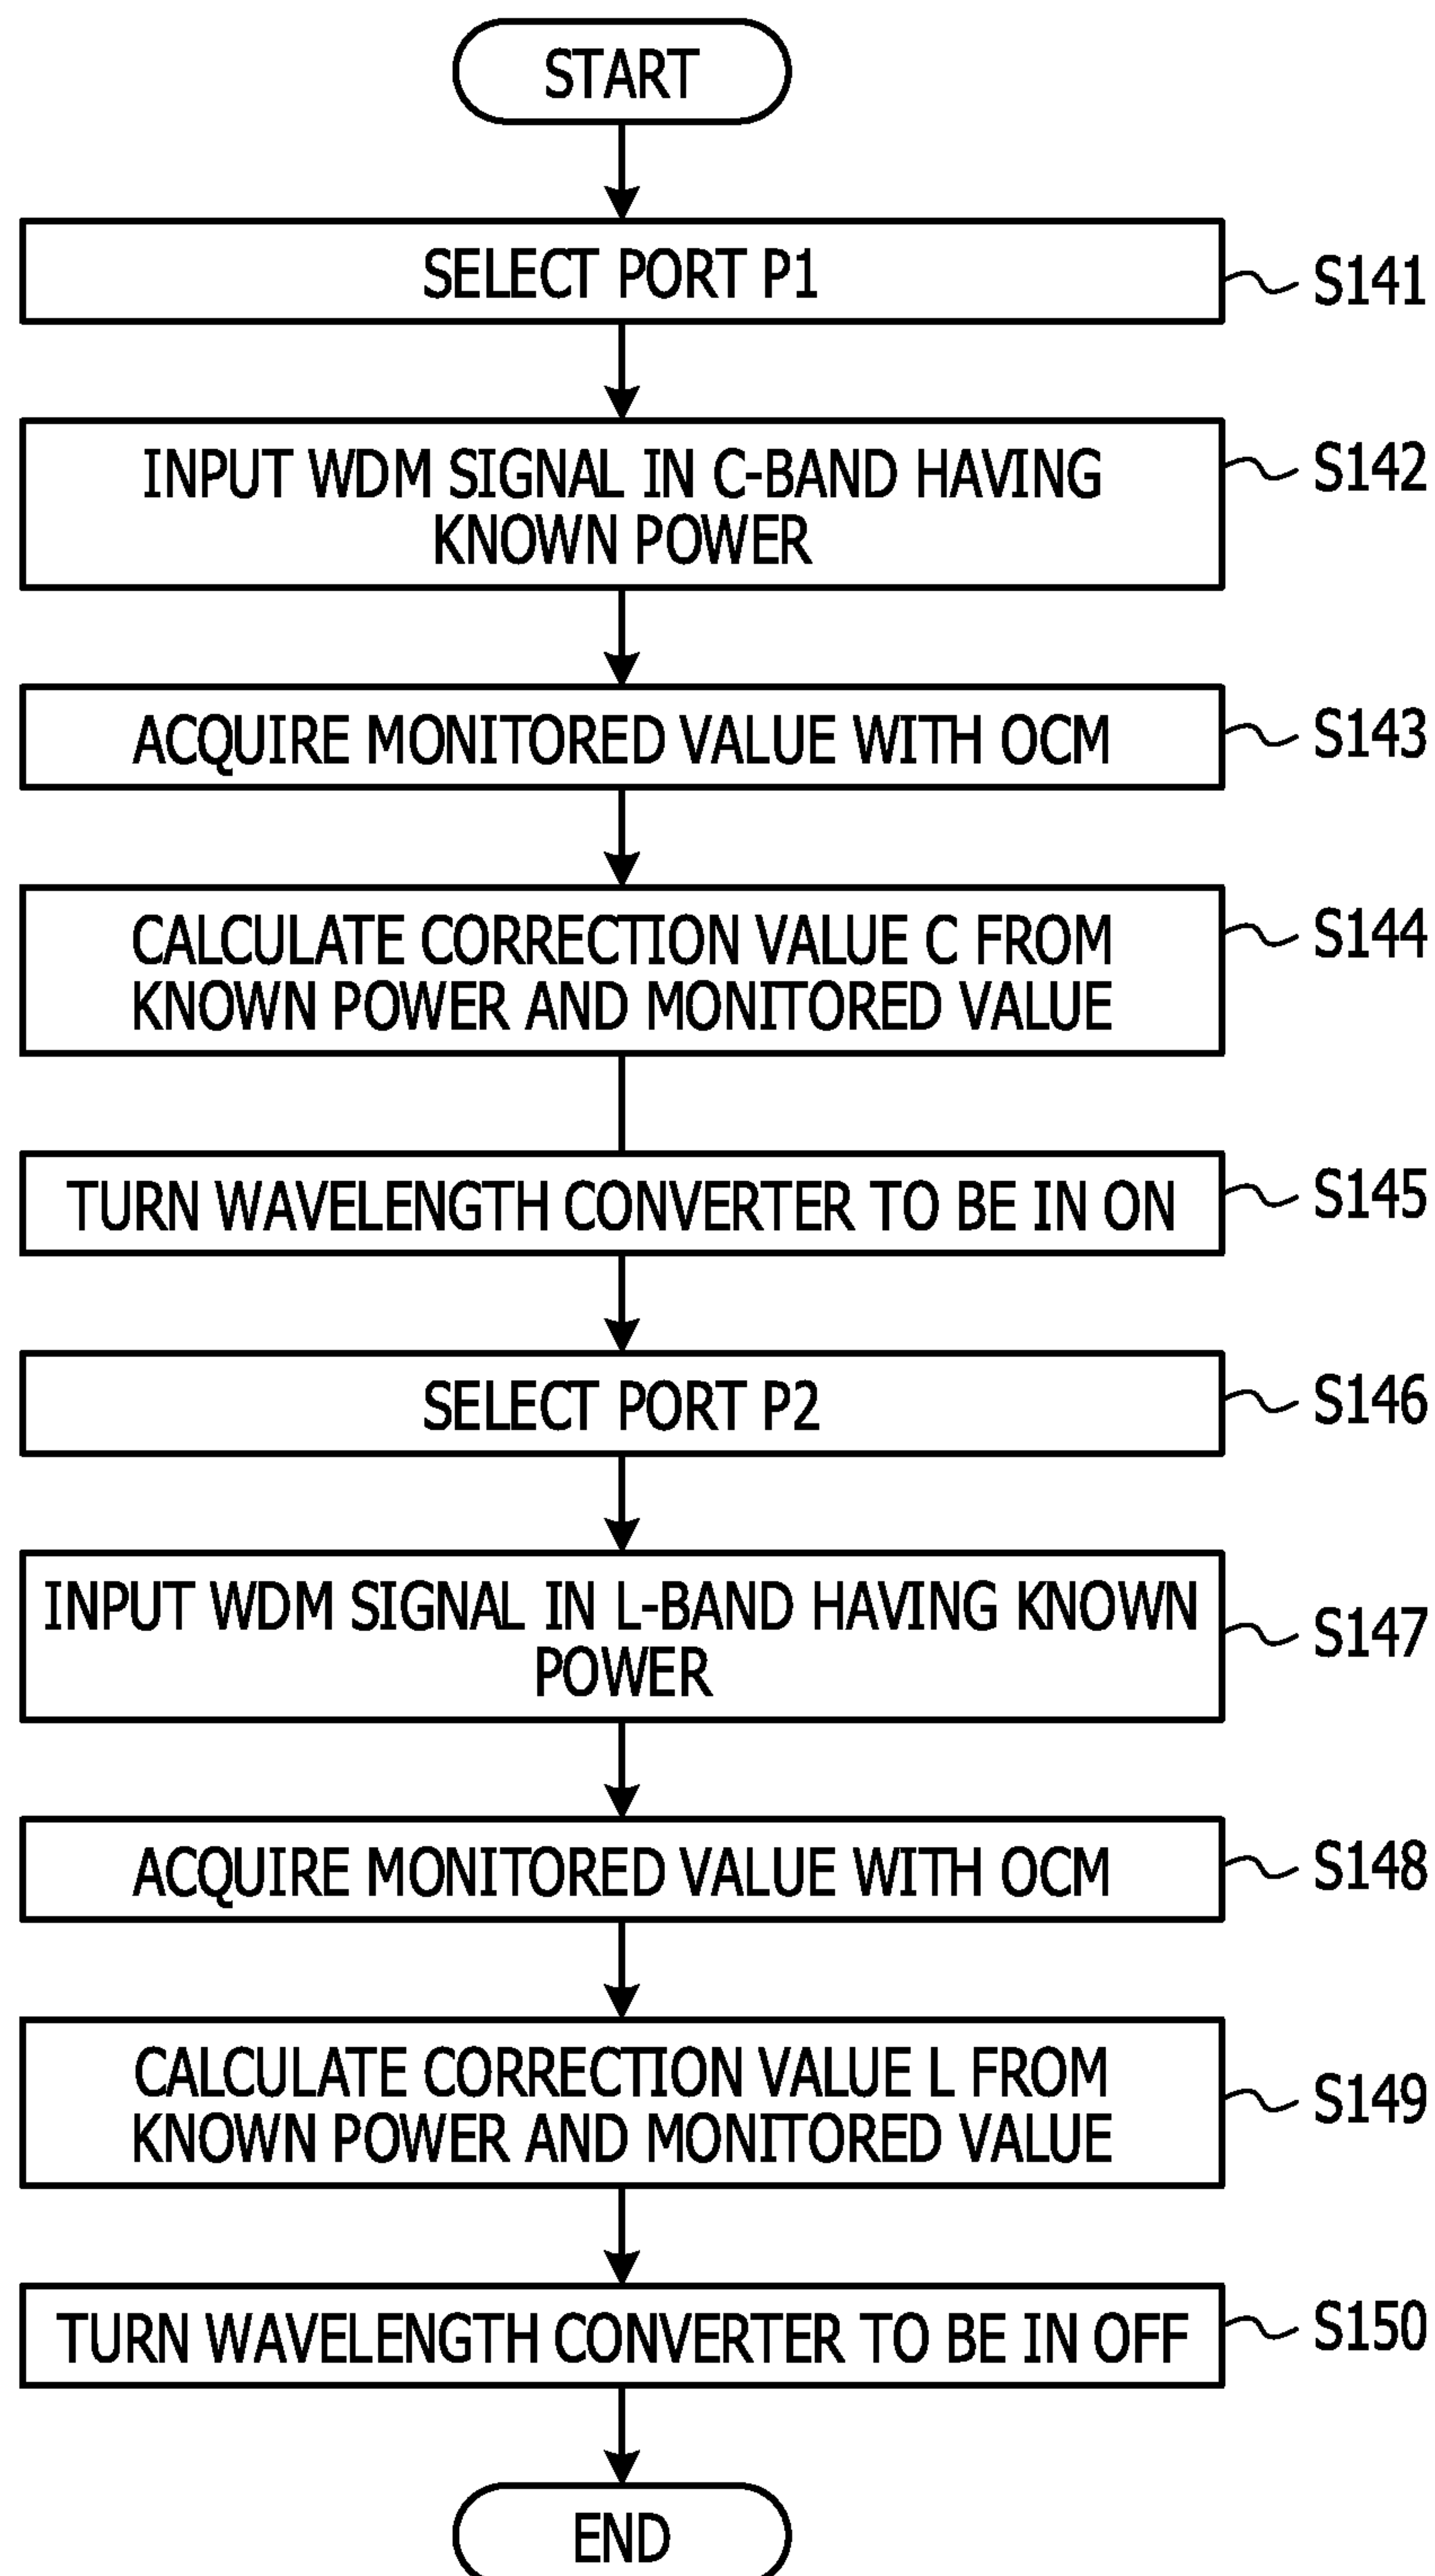 START
SELECT PORT P1
S141
INPUT WDM SIGNAL IN C-BAND HAVING
KNOWN POWER
S142
ACQUIRE MONITORED VALUE WITH OCM
S143
CALCULATE CORRECTION VALUE C FROM
KNOWN POWER AND MONITORED VALUE
S144
TURN WAVELENGTH CONVERTER TO BE IN ON
S145
SELECT PORT P2
S146
INPUT WDM SIGNAL IN L-BAND HAVING KNOWN
POWER
S147
ACQUIRE MONITORED VALUE WITH OCM
S148
CALCULATE CORRECTION VALUE L FROM
KNOWN POWER AND MONITORED VALUE
S149
TURN WAVELENGTH CONVERTER TO BE IN OFF
S150
END